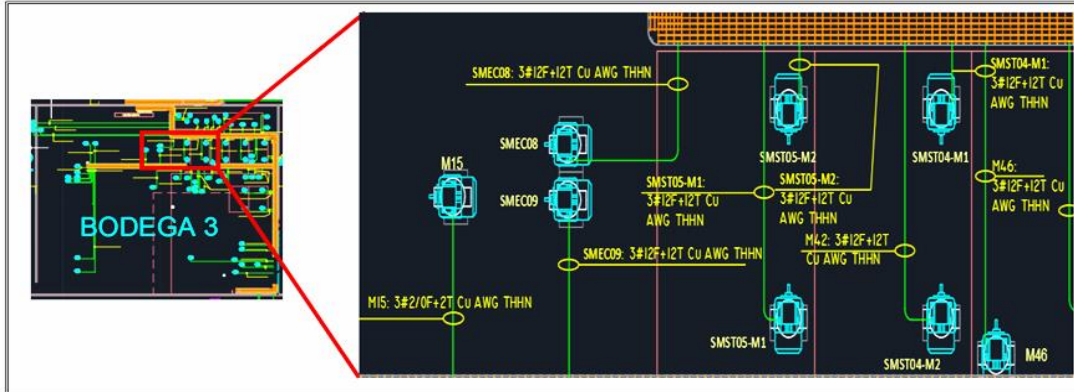 BODEGA 3
SMEC08: 3#12F+12T Cu AWG THHN
SMST04-M1:
3#12F+12T Cu
AWG THHN
SMEC08
M15
SMST05-M2
SMST04-M1
SMEC09
SMST05-M1:
3#12F+12T Cu
AWG THHN
SMST05-M2:
3#12F+12T Cu
AWG THHN
M46:
3#12F+12T Cu
AWG THHN
M42: 3#12F+12T
Cu AWG THHN
SMEC09: 3#12F+12T Cu AWG THHN
M15: 3#2/0F+2T Cu AWG THHN
SMST05-M1
SMST04-M2
M46